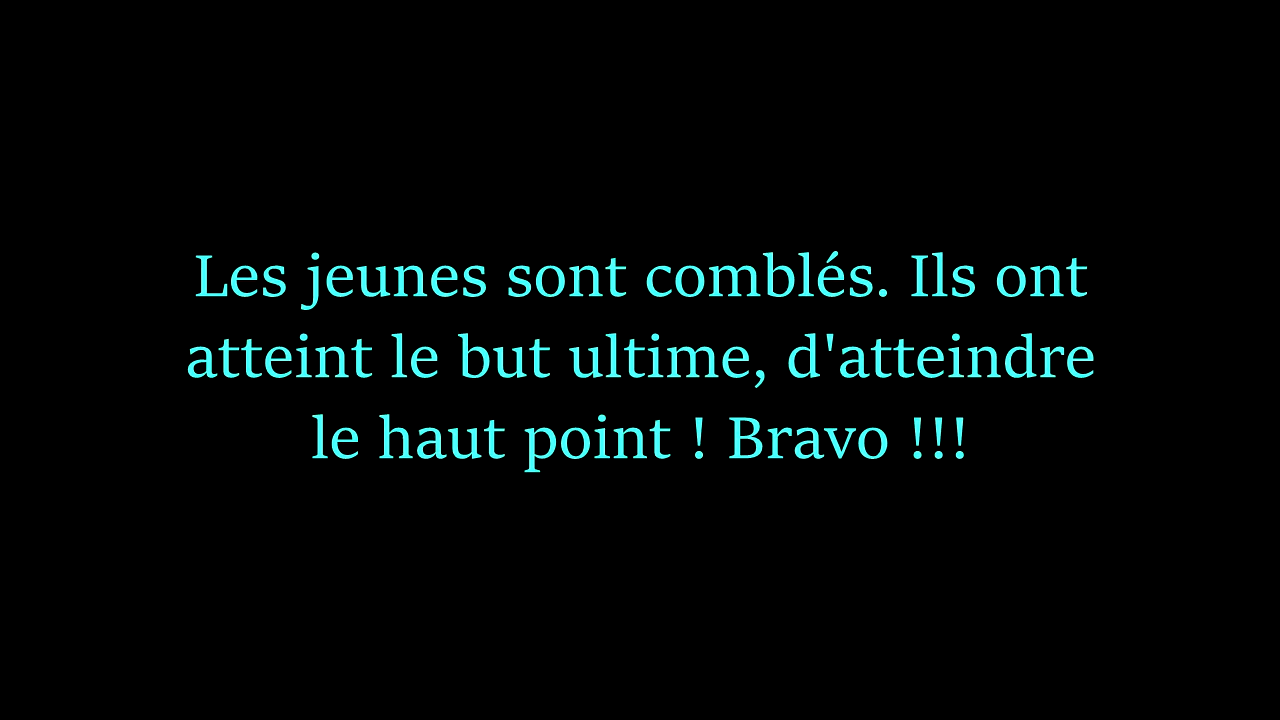 Les jeunes sont comblés. Ils ont
atteint le but ultime, d'atteindre
le haut point ! Bravo !!!